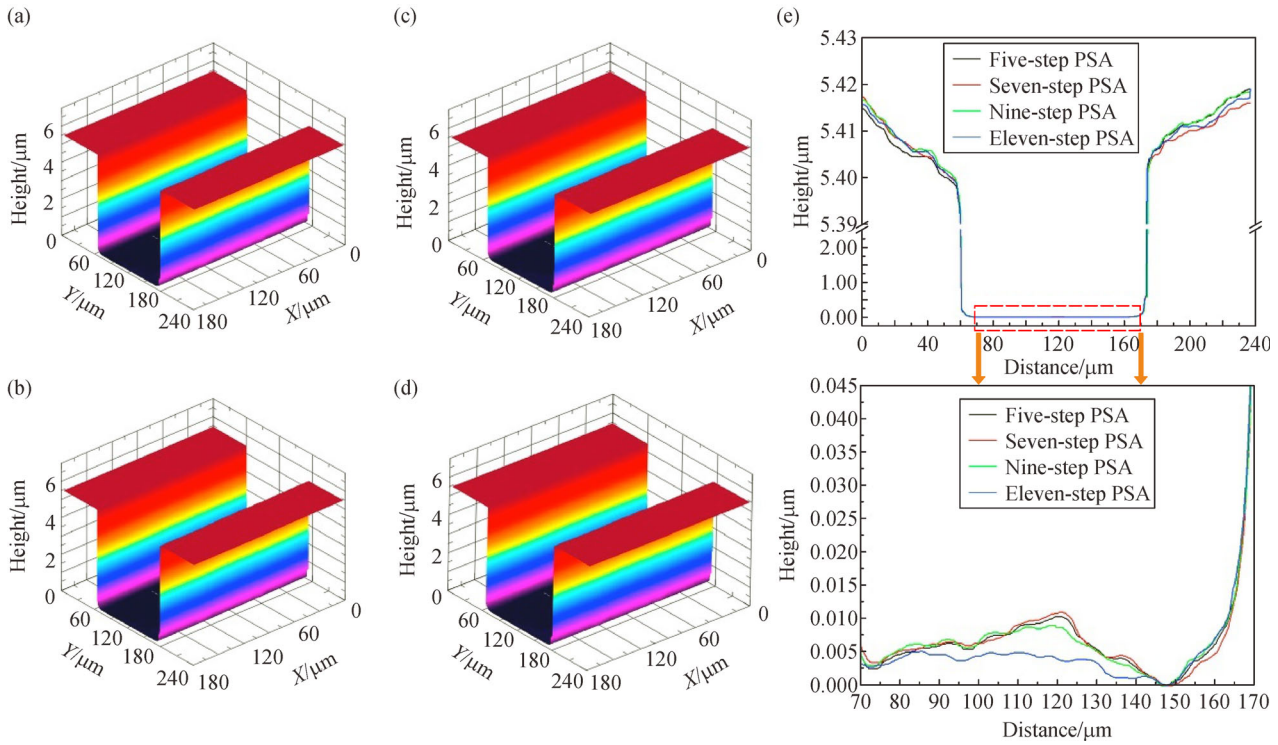 (a)
Height/μm
6
4
2
0
60
120
180
240
Y/μm
180
120
60
0
X/μm
(c)
Height/μm
6
4
2
0
60
120
180
240
Y/μm
180
120
60
0
X/μm
(b)
Height/μm
6
4
2
0
60
120
180
240
Y/μm
180
120
60
0
X/μm
(d)
Height/μm
6
4
2
0
60
120
180
240
Y/μm
180
120
60
0
X/μm
(e)
5.43
5.42
5.41
5.40
5.39
2.00
1.00
0.00
Height/μm
Five-step PSA
Seven-step PSA
Nine-step PSA
Eleven-step PSA
0 40 80 120 160 200 240
Distance/μm
0.045
0.040
0.035
0.030
0.025
0.020
0.015
0.010
0.005
0.000
Height/μm
Five-step PSA
Seven-step PSA
Nine-step PSA
Eleven-step PSA
70 80 90 100 110 120 130 140 150 160 170
Distance/μm